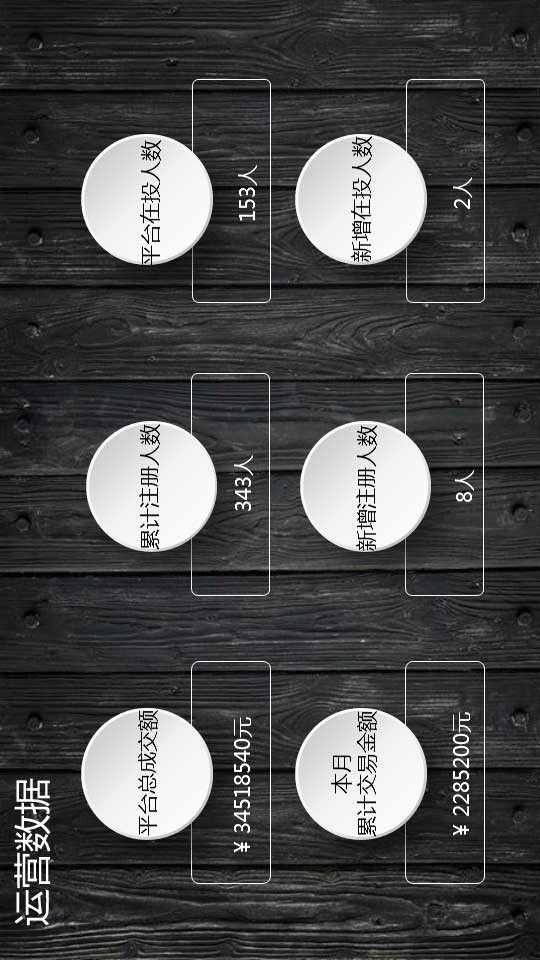 运营数据
平台总成交额
¥ 34518540元
累计注册人数
343人
平台在投人数
153人
本月
累计交易金额
¥ 2285200元
新增注册人数
8人
新增在投人数
2人